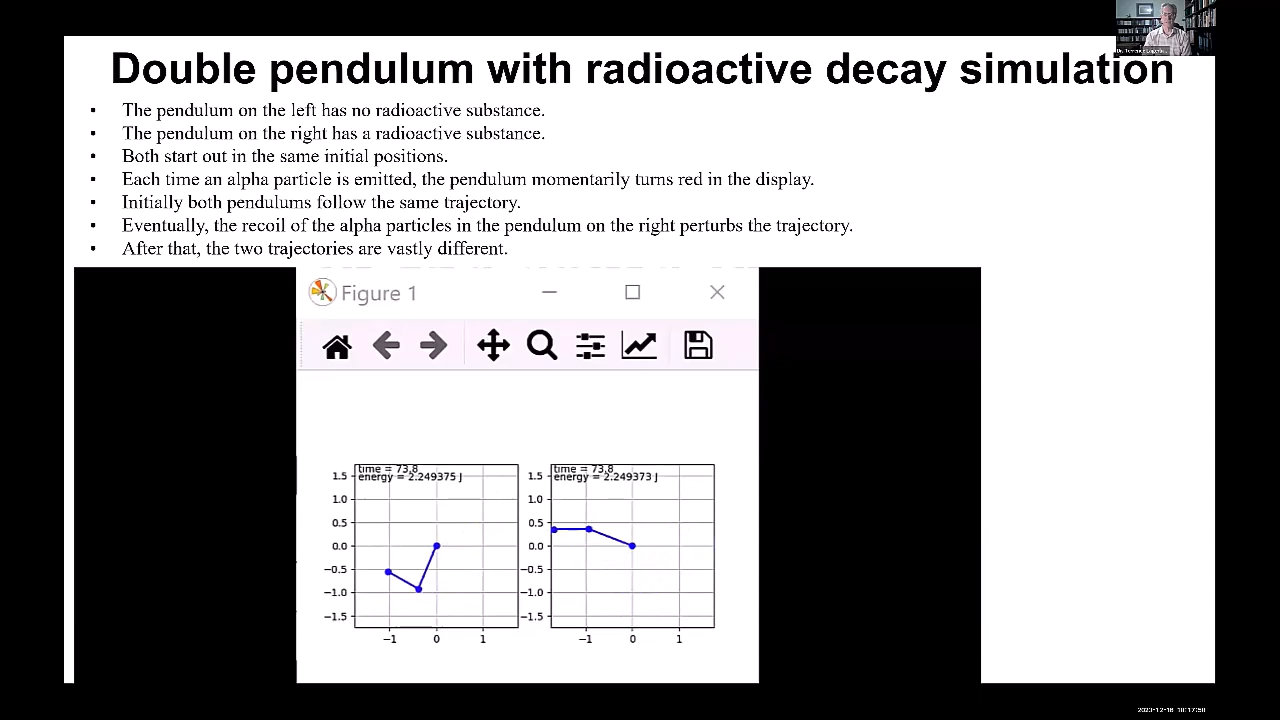 Double pendulum with radioactive decay simulation
• The pendulum on the left has no radioactive substance.
• The pendulum on the right has a radioactive substance.
• Both start out in the same initial positions.
• Each time an alpha particle is emitted, the pendulum momentarily turns red in the display.
• Initially both pendulums follow the same trajectory.
• Eventually, the recoil of the alpha particles in the pendulum on the right perturbs the trajectory.
• After that, the two trajectories are vastly different.
Figure 1
time = 73.8
energy = 2.249375 J
1.5
1.0
0.5
0.0
−0.5
−1.0
−1.5
−1 0 1
time = 73.8
energy = 2.249373 J
1.5
1.0
0.5
0.0
−0.5
−1.0
−1.5
−1 0 1